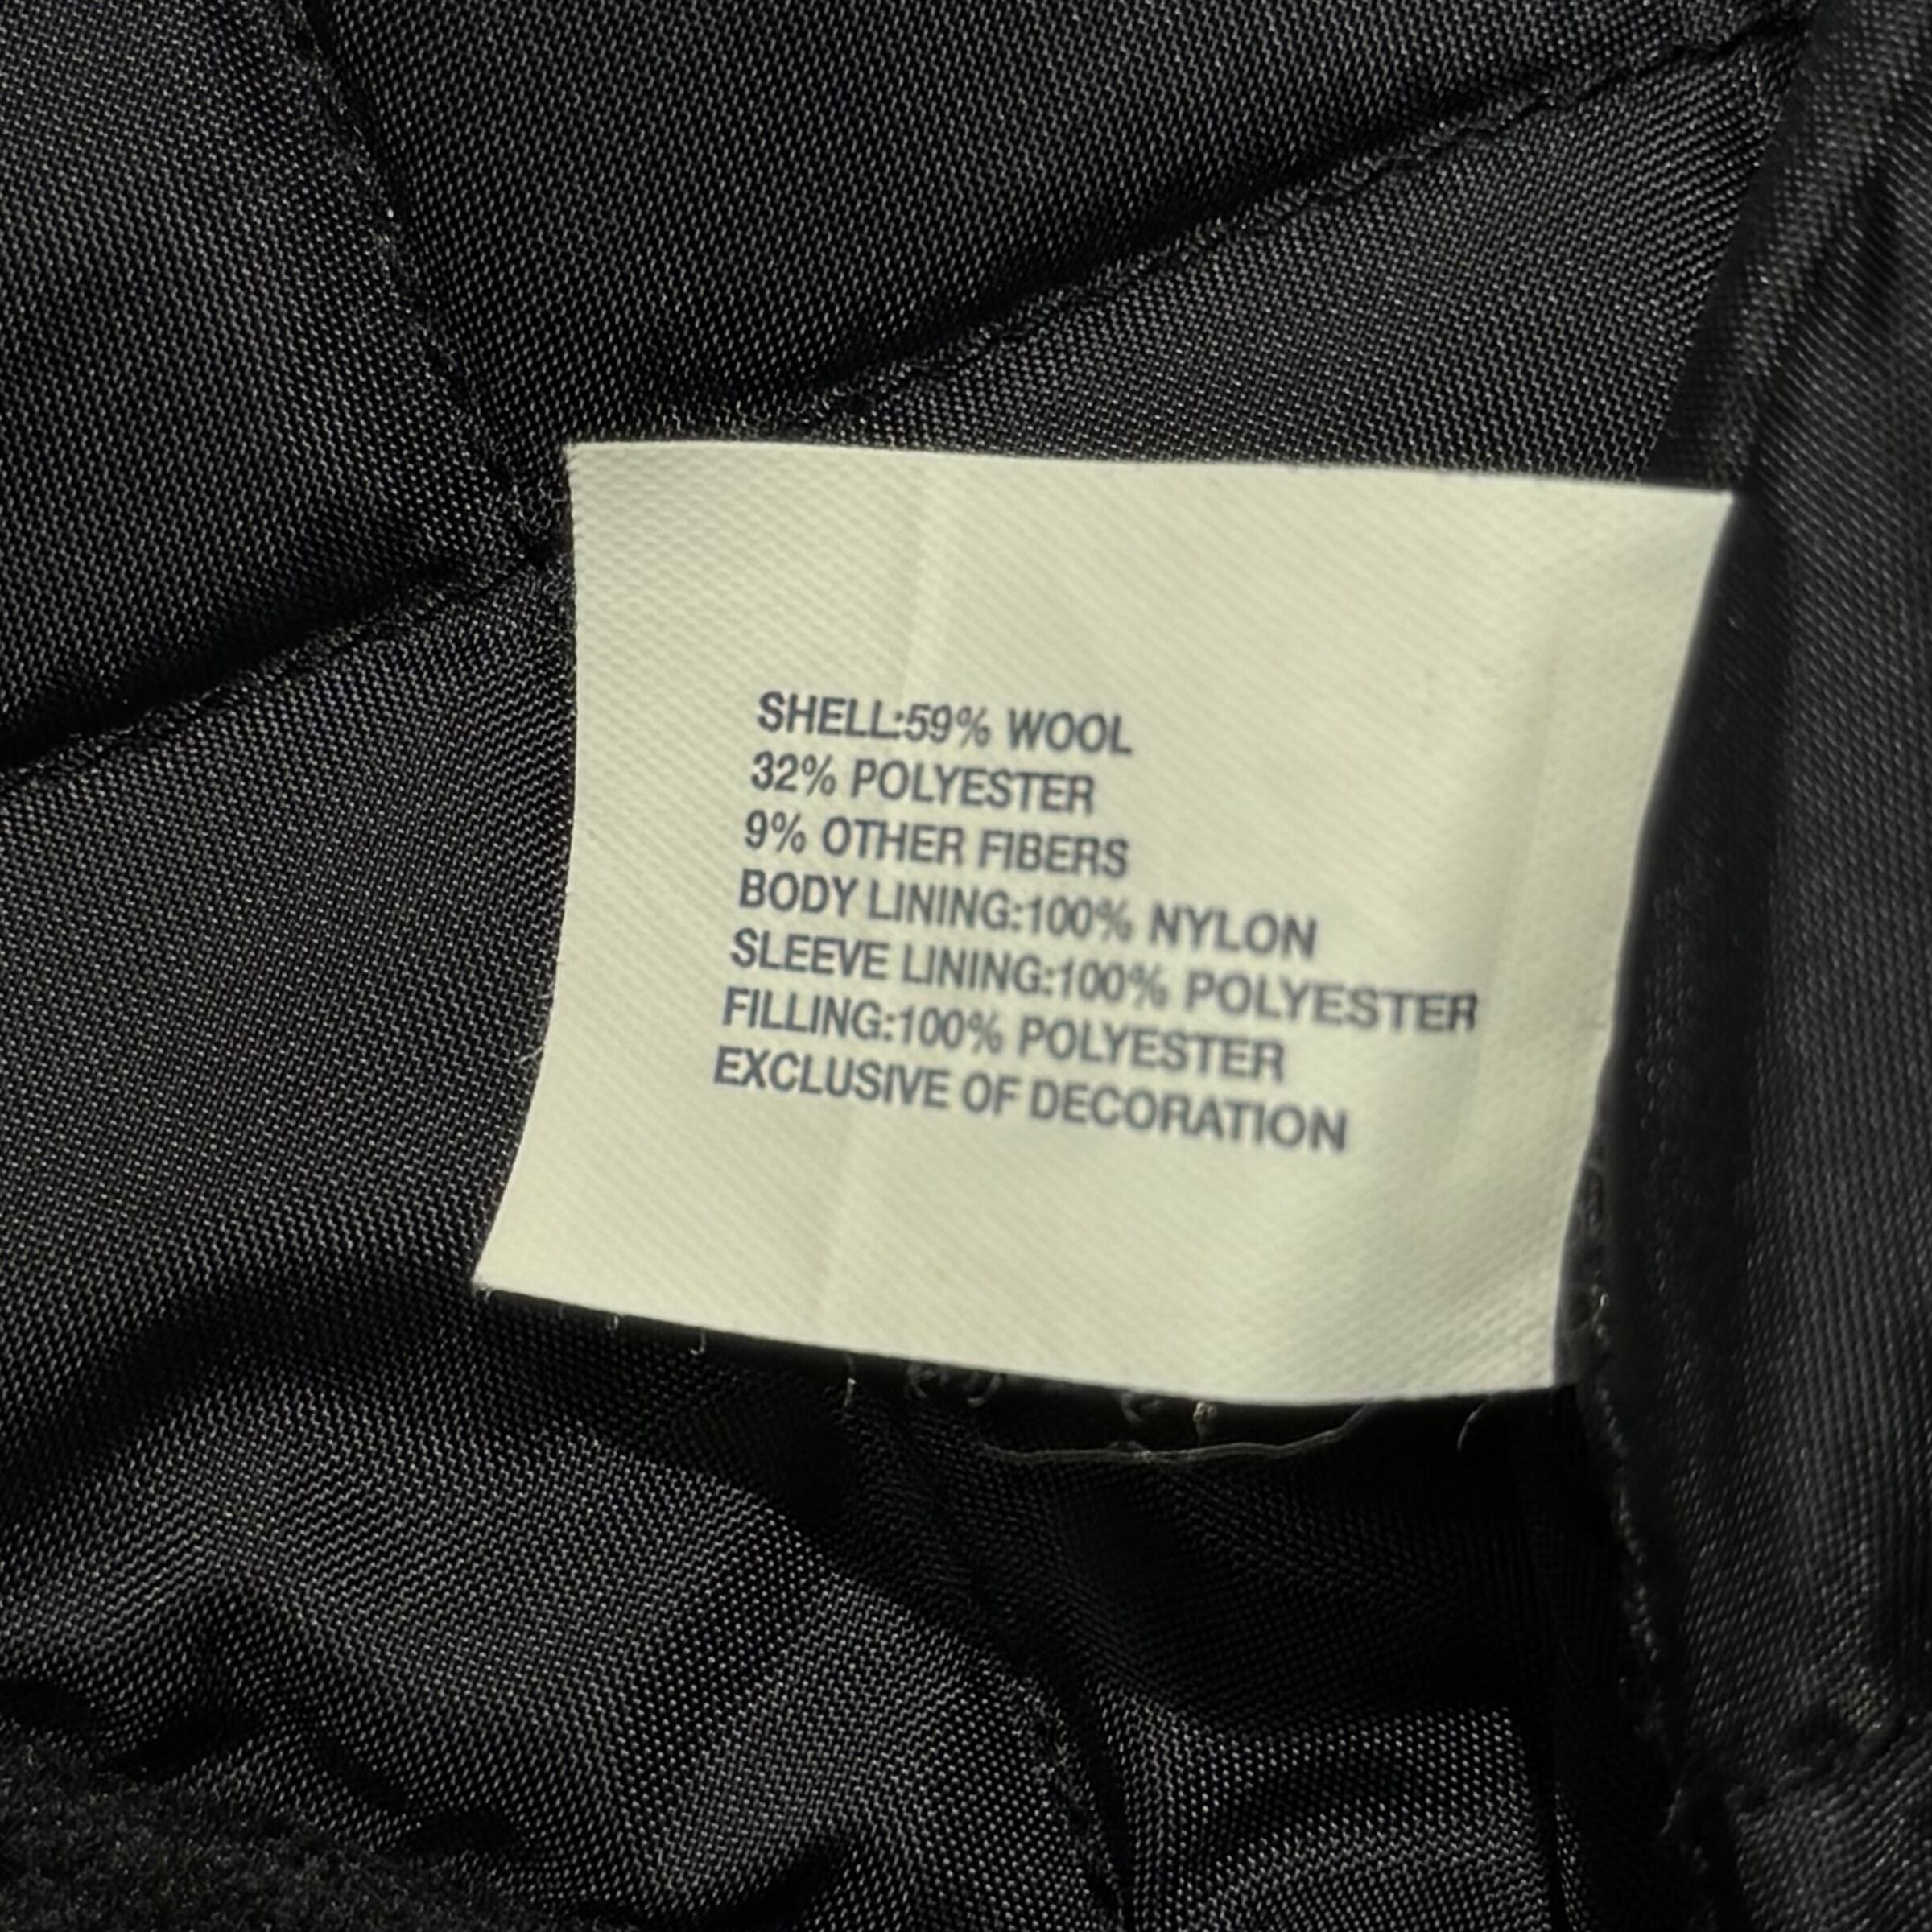 SHELL:59% WOOL
32% POLYESTER
9% OTHER FIBERS
BODY LINING:100% NYLON
SLEEVE LINING:100% POLYESTER
FILLING:100% POLYESTER
EXCLUSIVE OF DECORATION